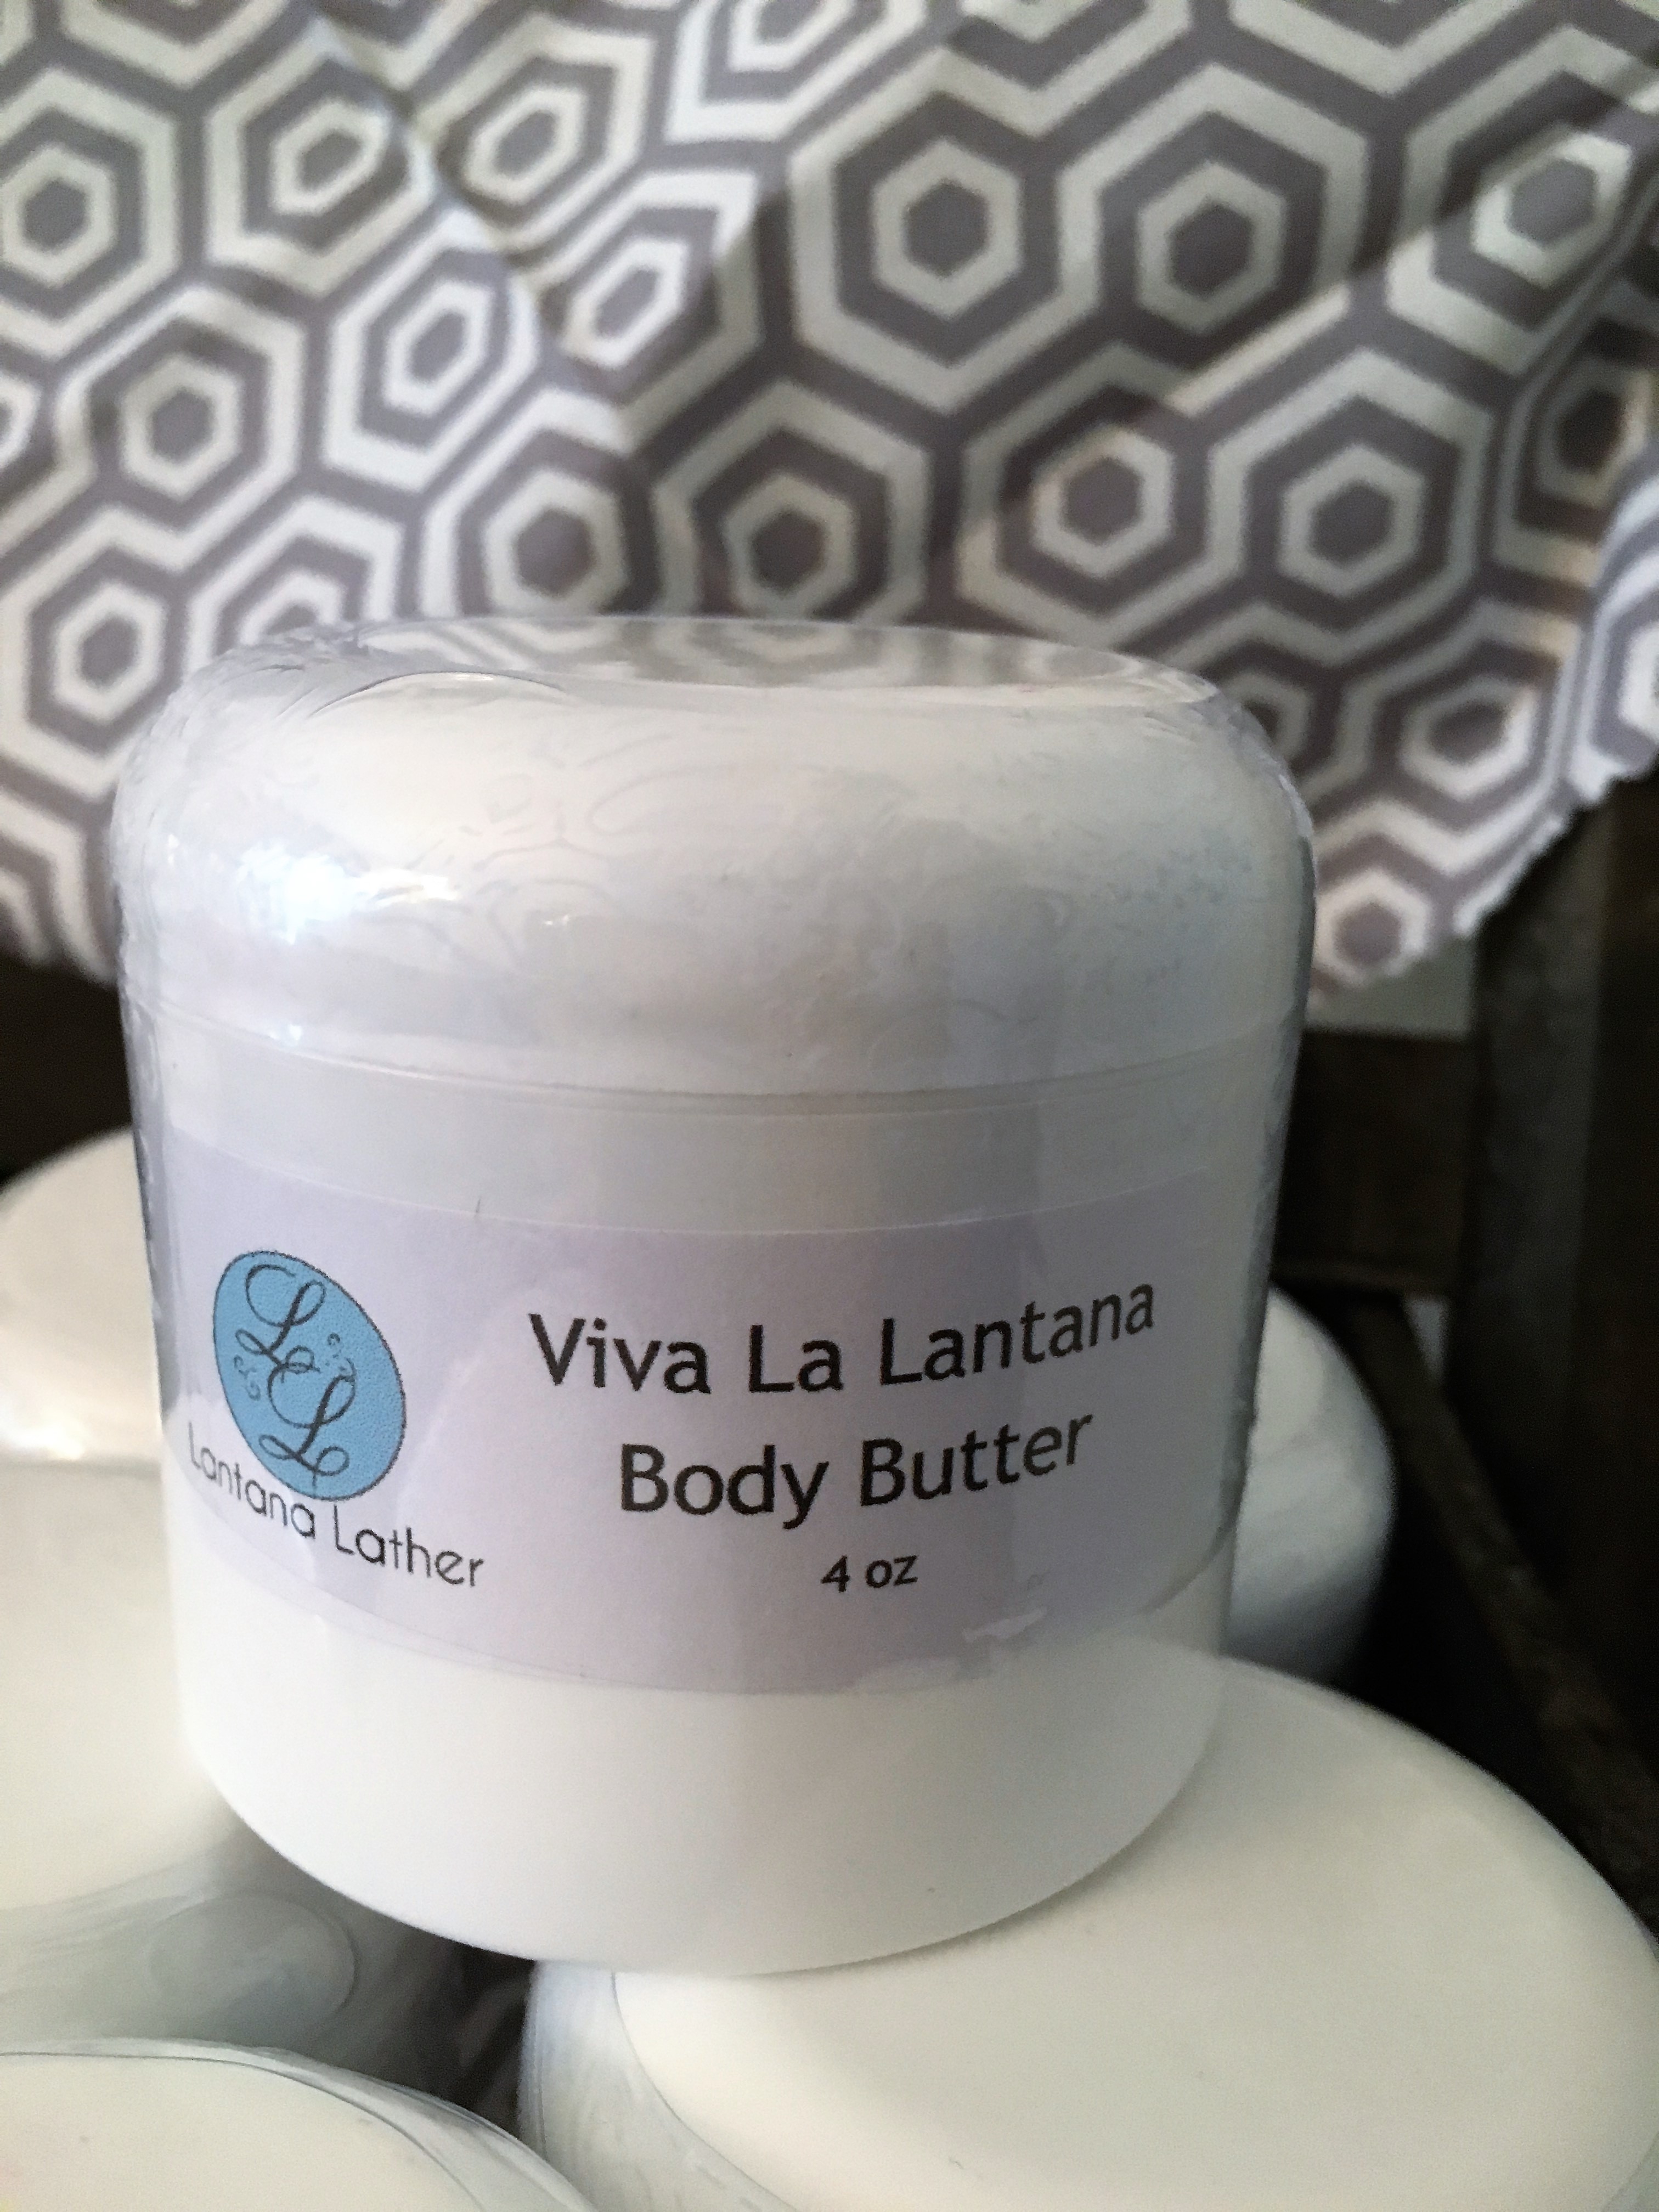 LL
Lantana Lather
Viva La Lantana
Body Butter
4 oz